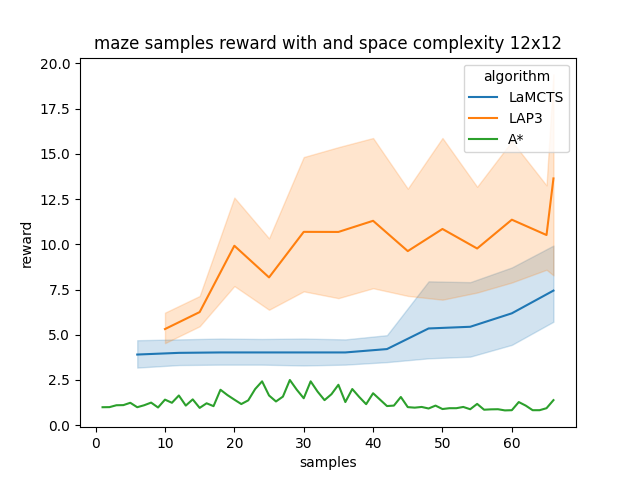 maze samples reward with and space complexity 12x12
20.0
17.5
15.0
12.5
10.0
7.5
5.0
2.5
0.0
reward
algorithm
LaMCTS
LAP3
A*
0 10 20 30 40 50 60
samples